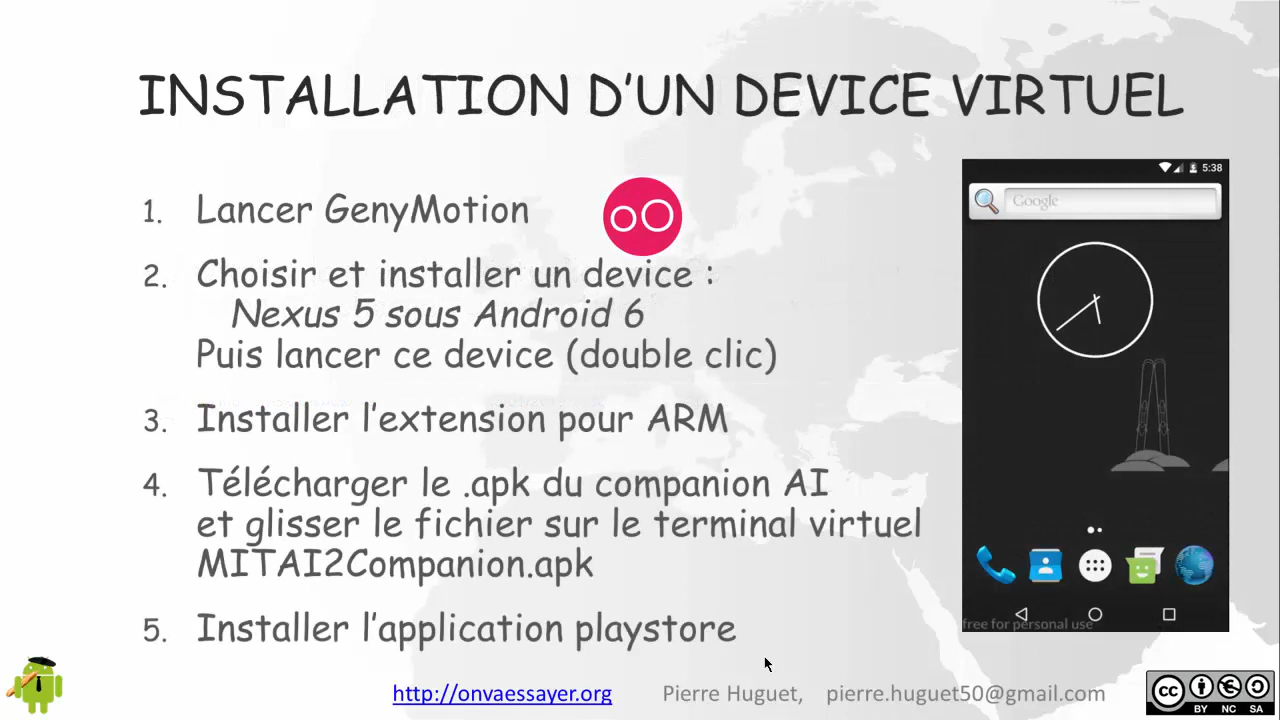 INSTALLATION D'UN DEVICE VIRTUEL
1. Lancer GenyMotion
2. Choisir et installer un device :
Nexus 5 sous Android 6
Puis lancer ce device (double clic)
3. Installer l'extension pour ARM
4. Télécharger le .apk du companion AI
et glisser le fichier sur le terminal virtuel
MITAI2Companion.apk
5. Installer l'application playstore
5:38
Google
free for personal use
http://onvaessayer.org
Pierre Huguet, pierre.huguet50@gmail.com
cc
BY NC SA